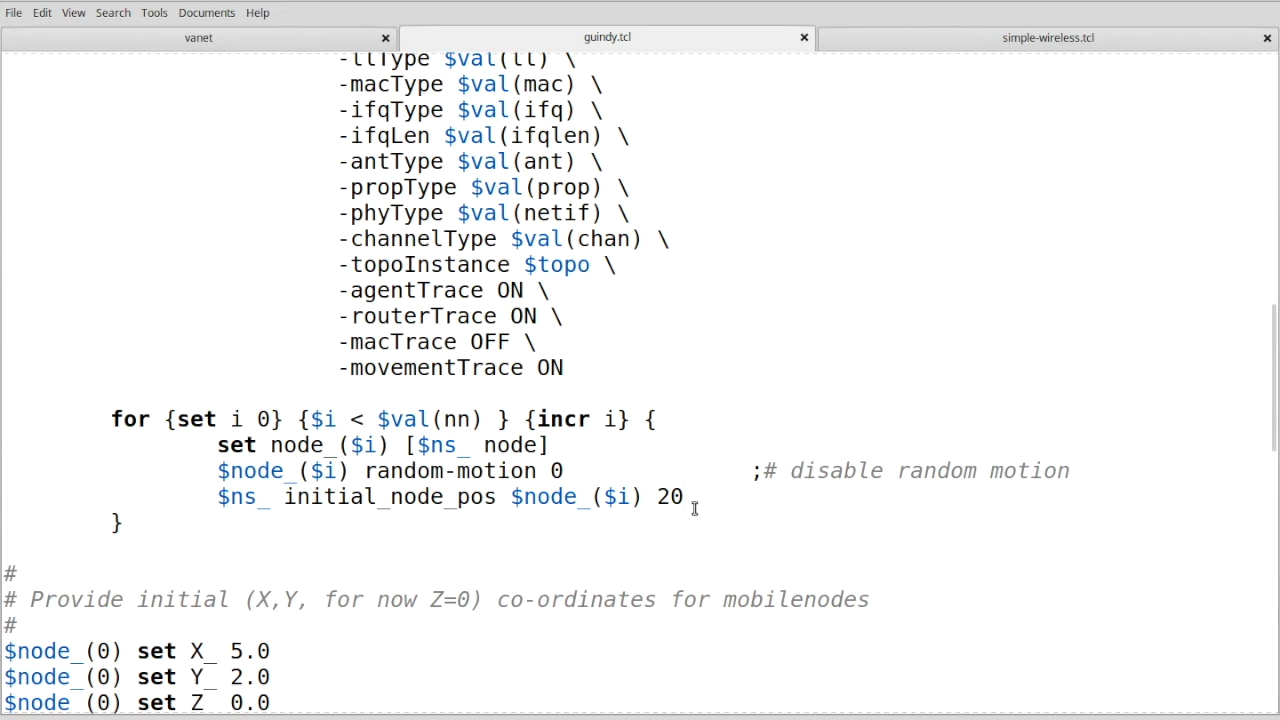 File Edit View Search Tools Documents Help
vanet guindy.tcl simple-wireless.tcl
-llType $val(ll) \
-macType $val(mac) \
-ifqType $val(ifq) \
-ifqLen $val(ifqlen) \
-antType $val(ant) \
-propType $val(prop) \
-phyType $val(netif) \
-channelType $val(chan) \
-topoInstance $topo \
-agentTrace ON \
-routerTrace ON \
-macTrace OFF \
-movementTrace ON
for {set i 0} {$i < $val(nn) } {incr i} {
set node_($i) [$ns_ node]
$node_($i) random-motion 0 ;# disable random motion
$ns_ initial_node_pos $node_($i) 20
}
#
# Provide initial (X,Y, for now Z=0) co-ordinates for mobilenodes
#
$node_(0) set X_ 5.0
$node_(0) set Y_ 2.0
$node_(0) set Z_ 0.0